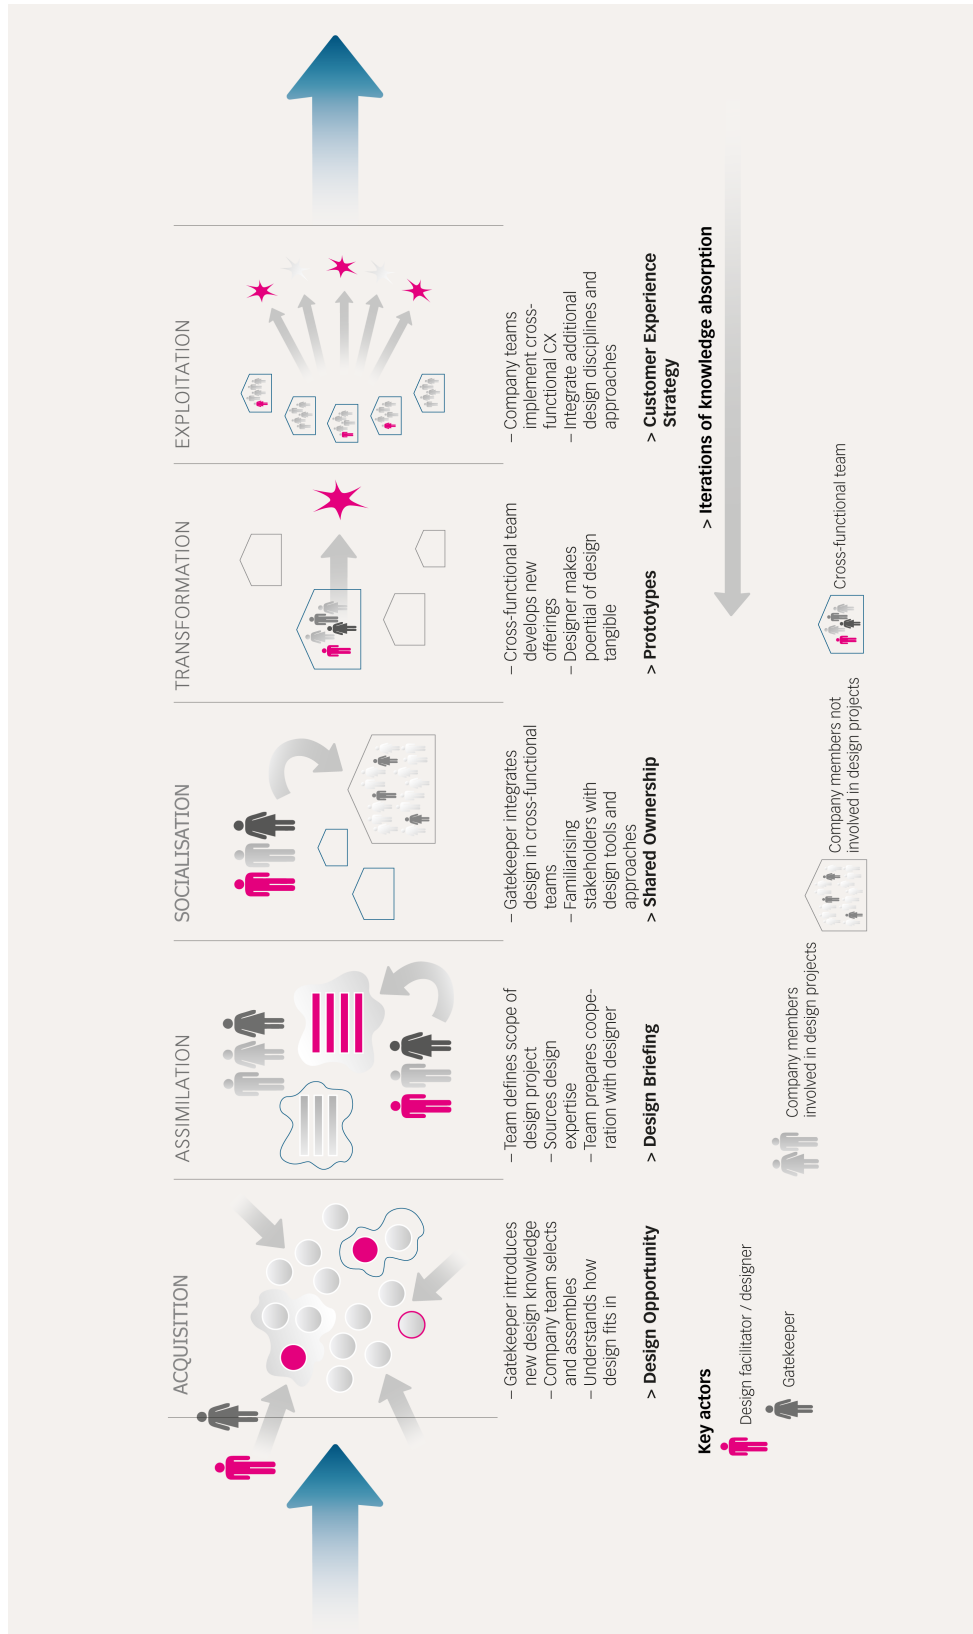 ACQUISITION
– Gatekeeper introduces
new design knowledge
– Company team selects
and assembles
– Understands how
design fits in
> Design Opportunity
ASSIMILATION
– Team defines scope of
design project
– Sources design
expertise
– Team prepares coope-
ration with designer
> Design Briefing
SOCIALISATION
– Gatekeeper integrates
design in cross-functional
teams
– Familiarising
stakeholders with
design tools and
approaches
> Shared Ownership
TRANSFORMATION
– Cross-functional team
develops new
offerings
– Designer makes
poential of design
tangible
> Prototypes
EXPLOITATION
– Company teams
implement cross-
functional CX
– Integrate additional
design disciplines and
approaches
> Customer Experience
Strategy
> Iterations of knowledge absorption
Key actors
Design facilitator / designer
Gatekeeper
Company members
involved in design projects
Company members not
involved in design projects
Cross-functional team